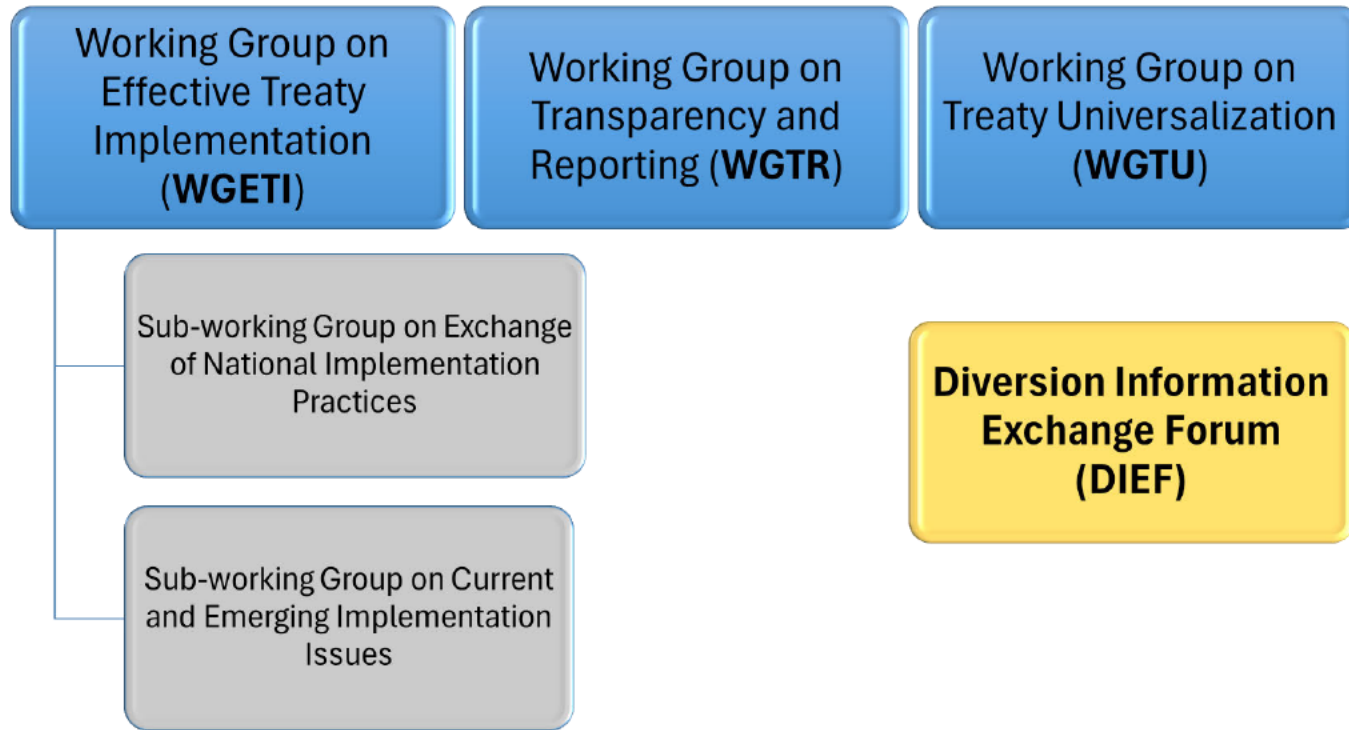 Working Group on
Effective Treaty
Implementation
(WGETI)
Working Group on
Transparency and
Reporting (WGTR)
Working Group on
Treaty Universalization
(WGTU)
Sub-working Group on Exchange
of National Implementation
Practices
Diversion Information
Exchange Forum
(DIEF)
Sub-working Group on Current
and Emerging Implementation
Issues